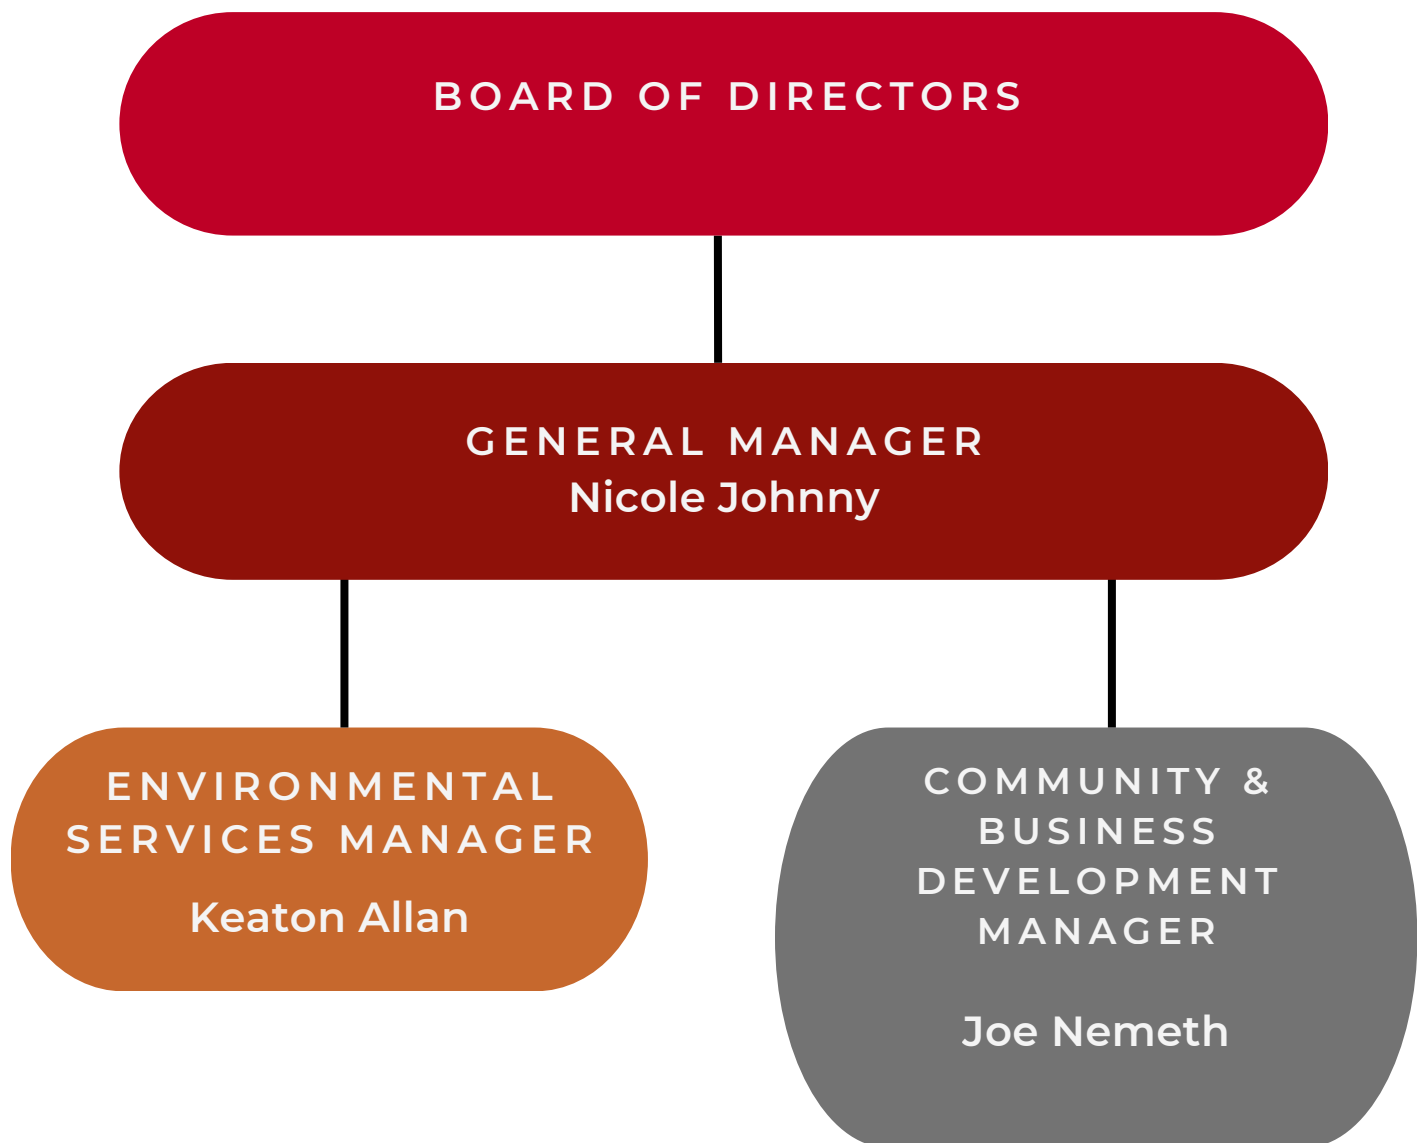 BOARD OF DIRECTORS
GENERAL MANAGER
Nicole Johnny
ENVIRONMENTAL
SERVICES MANAGER
Keaton Allan
COMMUNITY &
BUSINESS
DEVELOPMENT
MANAGER
Joe Nemeth